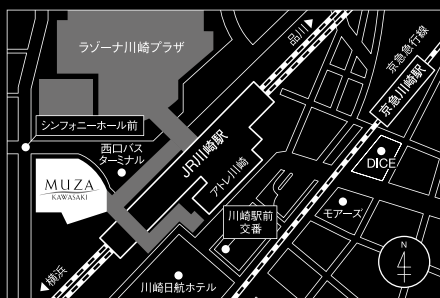 ラゾーナ川崎プラザ
品川▶
京急急行線
京急川崎駅
シンフォニーホール前
西口バス
ターミナル
JR川崎駅
アトレ川崎
DICE
MUZA
KAWASAKI
川崎駅前
交番
モアーズ
N
◀横浜
川崎日航ホテル